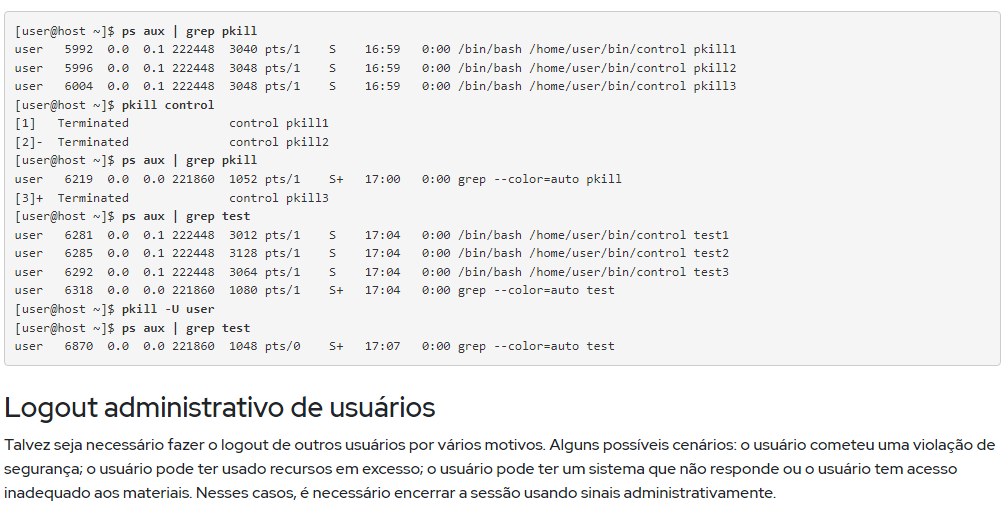 [user@host ~]$ ps aux | grep pkill
user   5992  0.0  0.1 222448  3040 pts/1    S    16:59   0:00 /bin/bash /home/user/bin/control pkill1
user   5996  0.0  0.1 222448  3048 pts/1    S    16:59   0:00 /bin/bash /home/user/bin/control pkill2
user   6004  0.0  0.1 222448  3048 pts/1    S    16:59   0:00 /bin/bash /home/user/bin/control pkill3
[user@host ~]$ pkill control
[1]   Terminated              control pkill1
[2]-  Terminated              control pkill2
[user@host ~]$ ps aux | grep pkill
user   6219  0.0  0.0 221860  1052 pts/1    S+   17:00   0:00 grep --color=auto pkill
[3]+  Terminated              control pkill3
[user@host ~]$ ps aux | grep test
user   6281  0.0  0.1 222448  3012 pts/1    S    17:04   0:00 /bin/bash /home/user/bin/control test1
user   6285  0.0  0.1 222448  3128 pts/1    S    17:04   0:00 /bin/bash /home/user/bin/control test2
user   6292  0.0  0.1 222448  3064 pts/1    S    17:04   0:00 /bin/bash /home/user/bin/control test3
user   6318  0.0  0.0 221860  1080 pts/1    S+   17:04   0:00 grep --color=auto test
[user@host ~]$ pkill -U user
[user@host ~]$ ps aux | grep test
user   6870  0.0  0.0 221860  1048 pts/0    S+   17:07   0:00 grep --color=auto test
Logout administrativo de usuários
Talvez seja necessário fazer o logout de outros usuários por vários motivos. Alguns possíveis cenários: o usuário cometeu uma violação de
segurança; o usuário pode ter usado recursos em excesso; o usuário pode ter um sistema que não responde ou o usuário tem acesso
inadequado aos materiais. Nesses casos, é necessário encerrar a sessão usando sinais administrativamente.